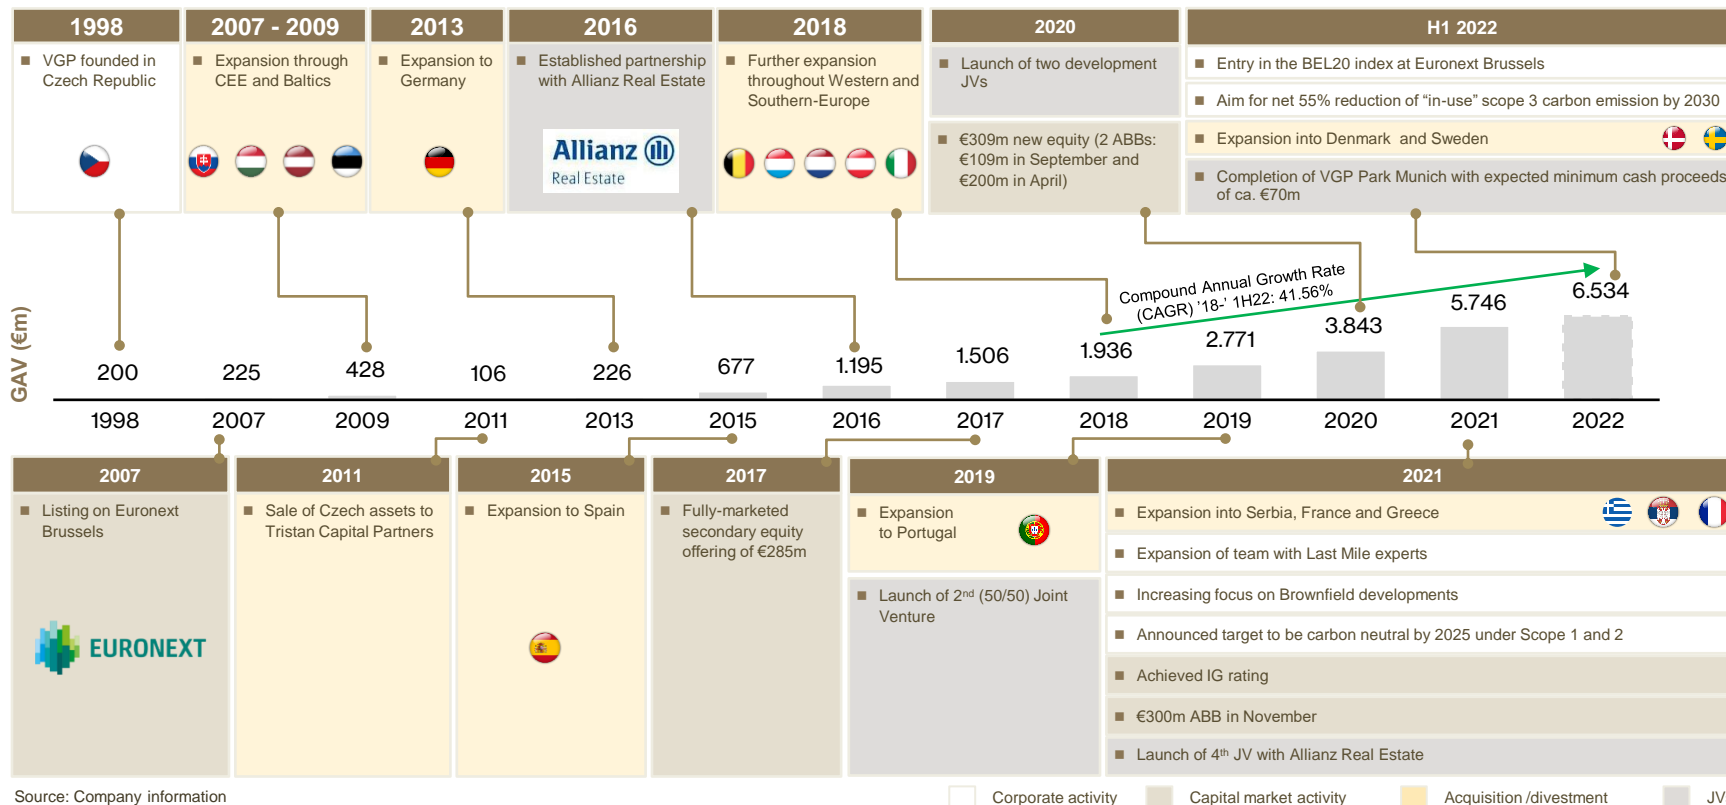 1998
■ VGP founded in
Czech Republic
2007 - 2009
■ Expansion through
CEE and Baltics
2013
■ Expansion to
Germany
2016
■ Established partnership
with Allianz Real Estate
Allianz
Real Estate
2018
■ Further expansion
throughout Western and
Southern-Europe
2020
■ Launch of two development
JVs
■ €309m new equity (2 ABBs:
€109m in September and
€200m in April)
H1 2022
■ Entry in the BEL20 index at Euronext Brussels
■ Aim for net 55% reduction of “in-use” scope 3 carbon emission by 2030
■ Expansion into Denmark and Sweden
■ Completion of VGP Park Munich with expected minimum cash proceeds
of ca. €70m
Compound Annual Growth Rate
(CAGR) ’18-’ 1H22: 41.56%
GAV (€m)
200
225
428
106
226
677
1.195
1.506
1.936
2.771
3.843
5.746
6.534
1998
2007
2009
2011
2013
2015
2016
2017
2018
2019
2020
2021
2022
2007
■ Listing on Euronext
Brussels
EURONEXT
2011
■ Sale of Czech assets to
Tristan Capital Partners
2015
■ Expansion to Spain
2017
■ Fully-marketed
secondary equity
offering of €285m
2019
■ Expansion
to Portugal
■ Launch of 2nd (50/50) Joint
Venture
2021
■ Expansion into Serbia, France and Greece
■ Expansion of team with Last Mile experts
■ Increasing focus on Brownfield developments
■ Announced target to be carbon neutral by 2025 under Scope 1 and 2
■ Achieved IG rating
■ €300m ABB in November
■ Launch of 4th JV with Allianz Real Estate
Source: Company information
Corporate activity
Capital market activity
Acquisition /divestment
JV